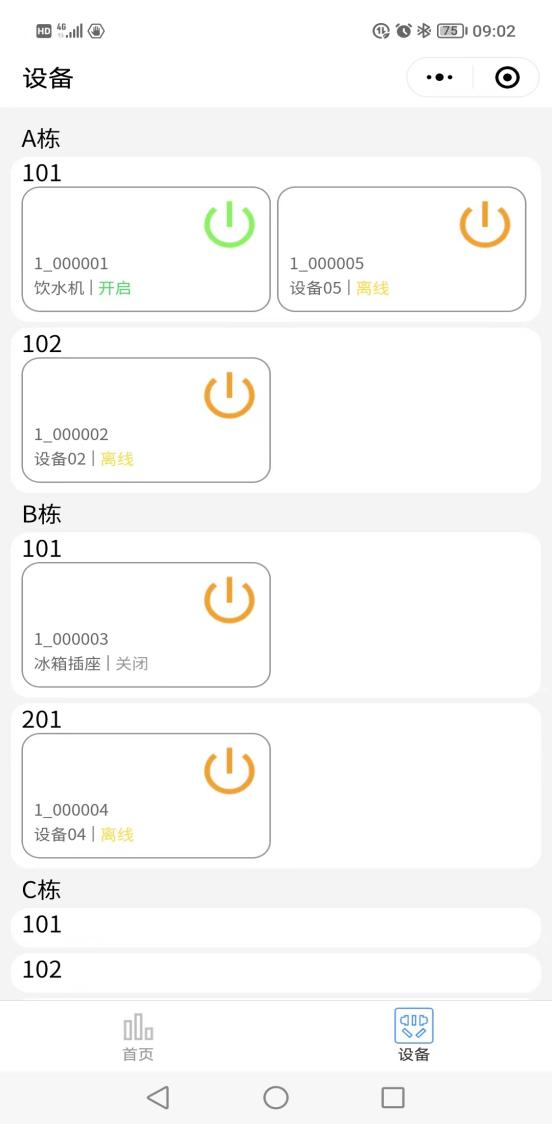 HD 4G 75 09:02
设备
A栋
101
1_000001
饮水机 | 开启
1_000005
设备05 | 离线
102
1_000002
设备02 | 离线
B栋
101
1_000003
冰箱插座 | 关闭
201
1_000004
设备04 | 离线
C栋
101
102
首页
设备